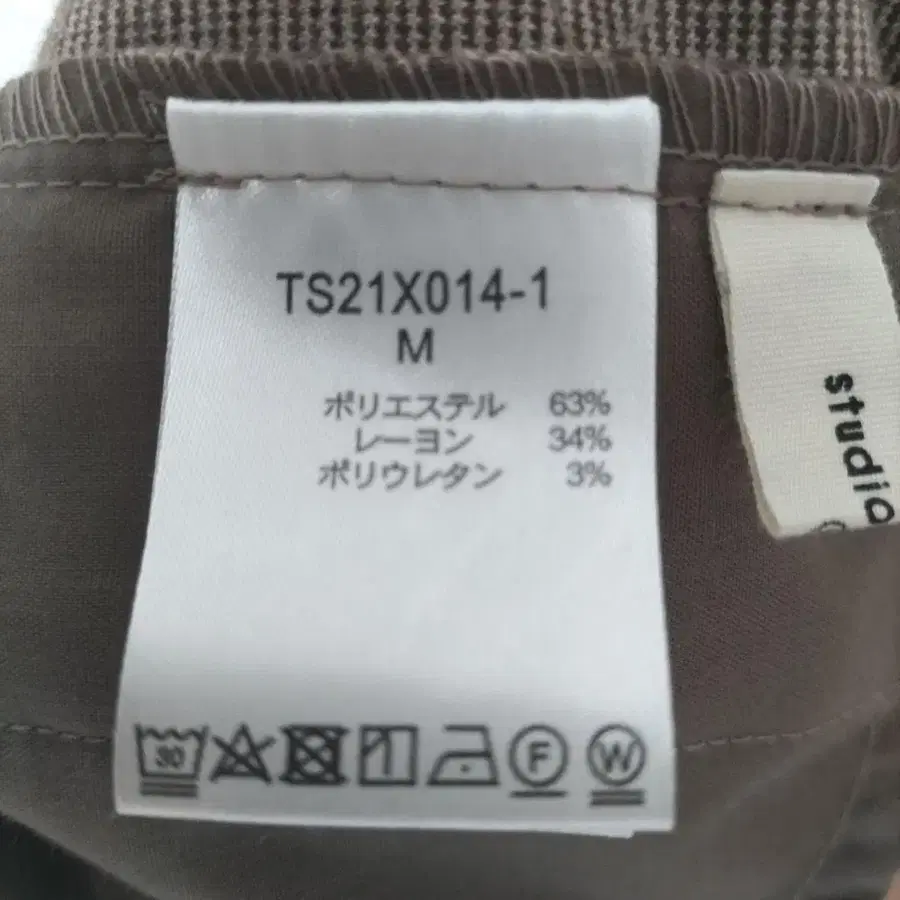 TS21X014-1
M
ポリエステル 63%
レーヨン 34%
ポリウレタン 3%
30
F
W
studio